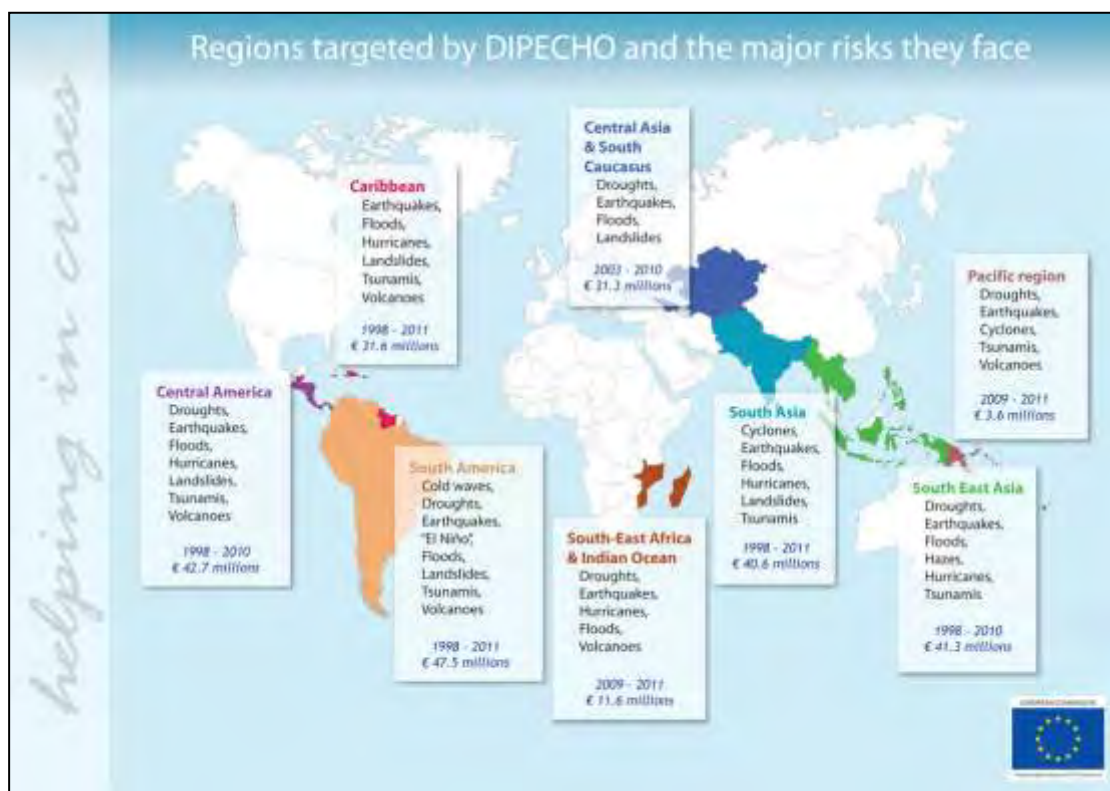 Regions targeted by DIPECHO and the major risks they face
helping in crises
Central Asia
& South
Caucasus
Droughts,
Earthquakes,
Floods,
Landslides
2003 - 2010
€ 31.3 millions
Caribbean
Earthquakes,
Floods,
Hurricanes,
Landslides,
Tsunamis,
Volcanoes
1998 - 2011
€ 31.6 millions
Pacific region
Droughts,
Earthquakes,
Cyclones,
Tsunamis,
Volcanoes
2009 - 2011
€ 3.6 millions
Central America
Droughts,
Earthquakes,
Floods,
Hurricanes,
Landslides,
Tsunamis,
Volcanoes
1998 - 2010
€ 42.7 millions
South America
Cold waves,
Droughts,
Earthquakes,
"El Niño",
Floods,
Landslides,
Tsunamis,
Volcanoes
1998 - 2011
€ 47.5 millions
South-East Africa
& Indian Ocean
Droughts,
Earthquakes,
Hurricanes,
Floods,
Volcanoes
2009 - 2011
€ 11.6 millions
South Asia
Cyclones,
Earthquakes,
Floods,
Hurricanes,
Landslides,
Tsunamis
1998 - 2011
€ 40.6 millions
South East Asia
Droughts,
Earthquakes,
Floods,
Hazes,
Hurricanes,
Tsunamis
1998 - 2010
€ 41.3 millions
EUROPEAN COMMISSION